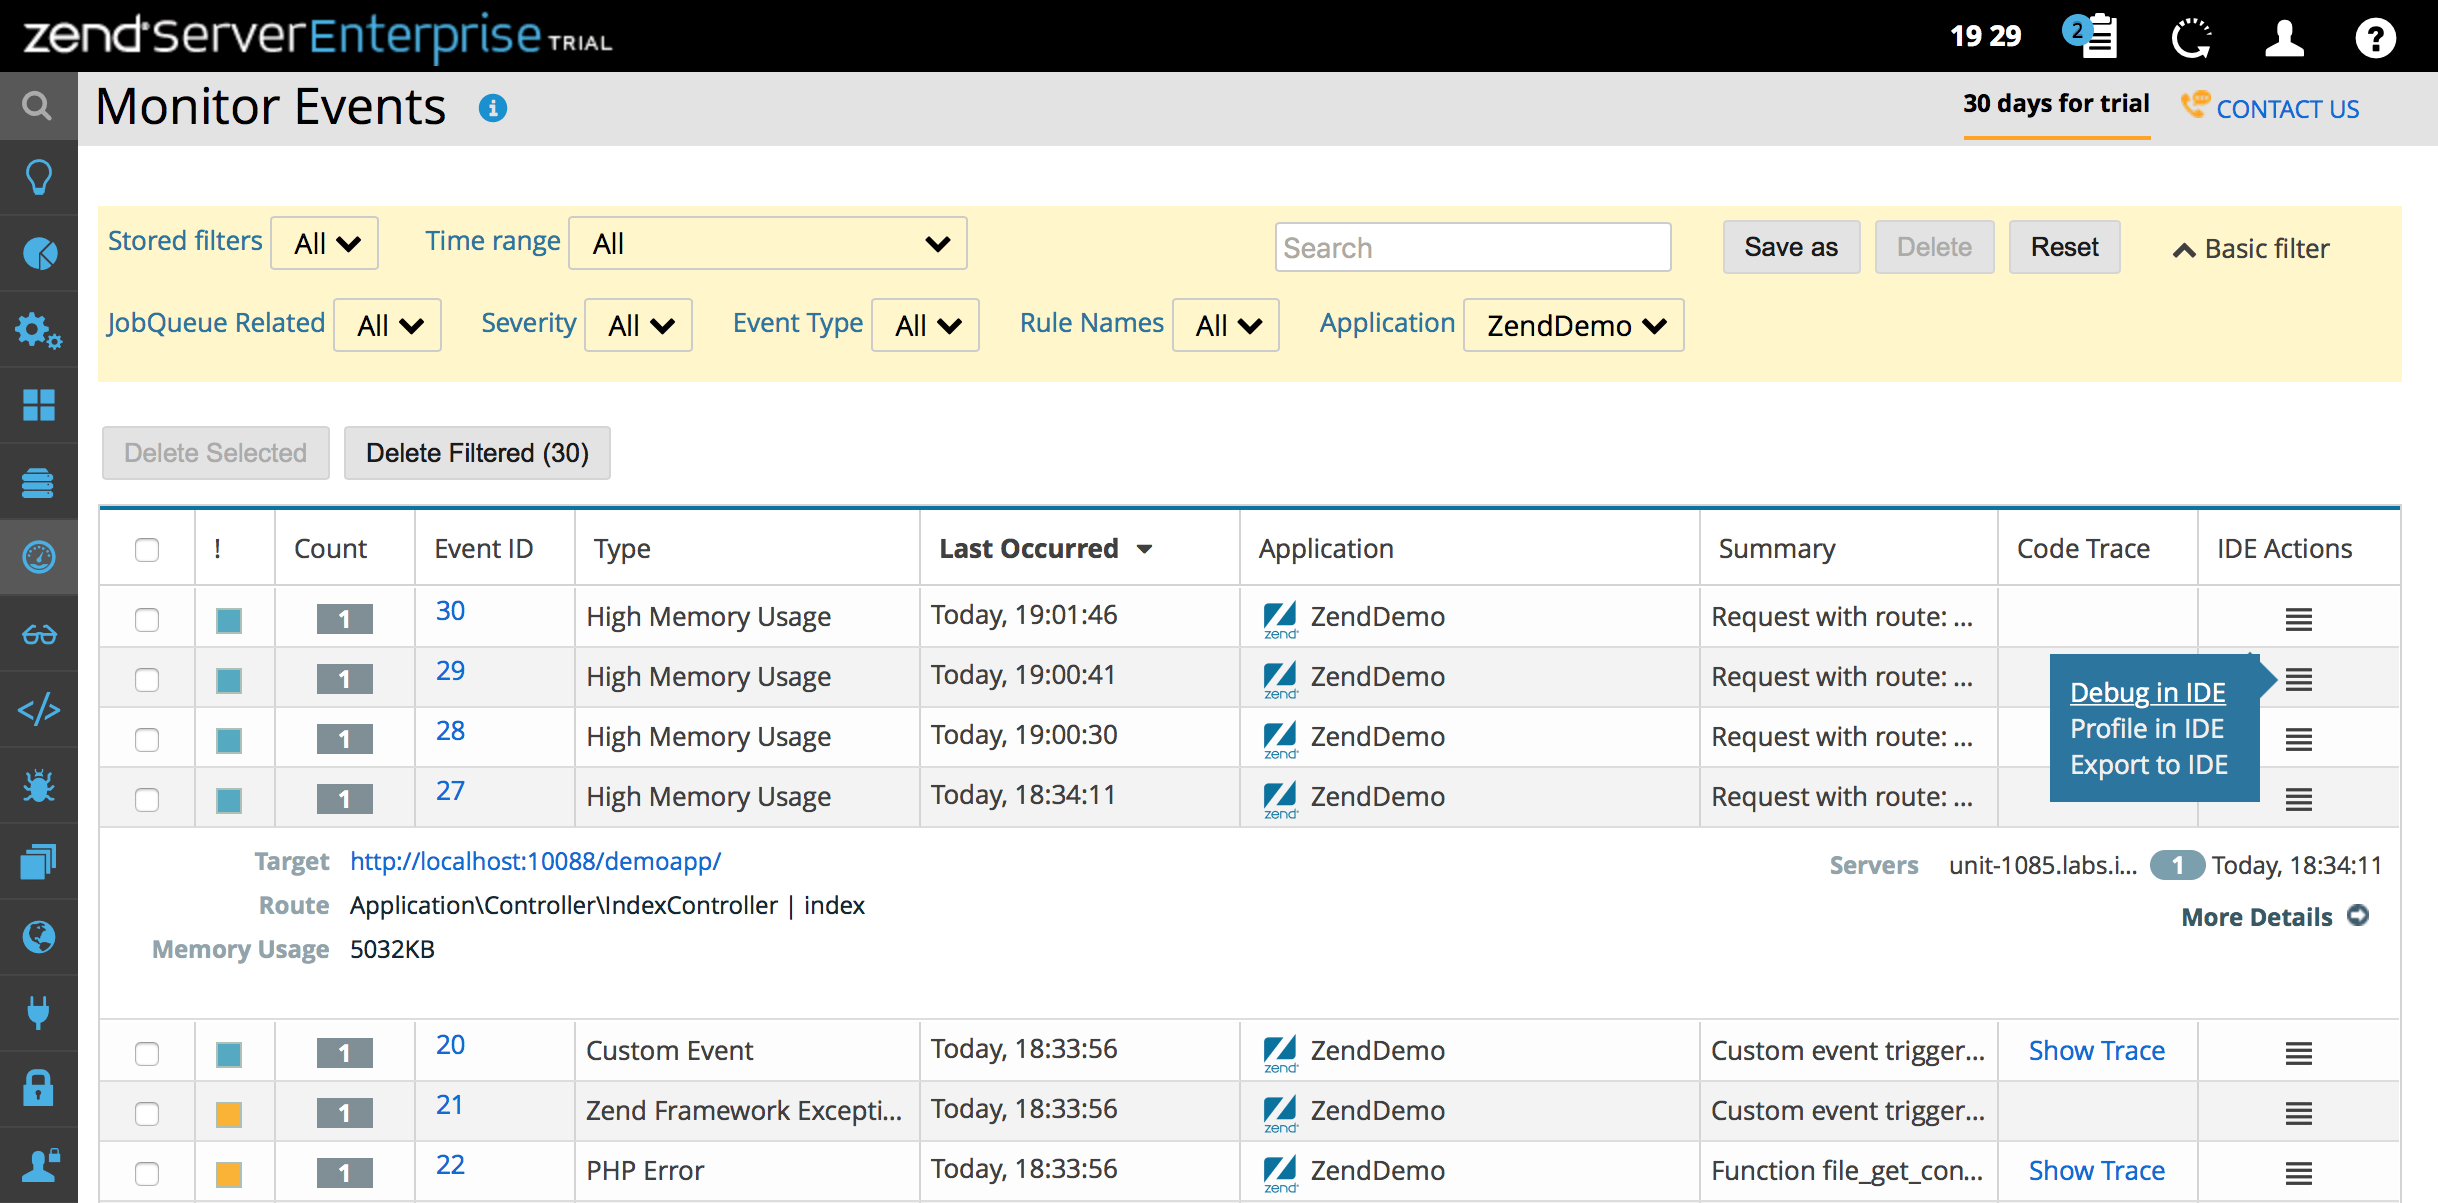 zend Server Enterprise TRIAL 19 29 2
Monitor Events 30 days for trial CONTACT US
Stored filters All Time range All Search Save as Delete Reset Basic filter
JobQueue Related All Severity All Event Type All Rule Names All Application ZendDemo
Delete Selected Delete Filtered (30)
! Count Event ID Type Last Occurred Application Summary Code Trace IDE Actions
1 30 High Memory Usage Today, 19:01:46 zend ZendDemo Request with route: ...
1 29 High Memory Usage Today, 19:00:41 zend ZendDemo Request with route: ...
Debug in IDE
Profile in IDE
Export to IDE
1 28 High Memory Usage Today, 19:00:30 zend ZendDemo Request with route: ...
1 27 High Memory Usage Today, 18:34:11 zend ZendDemo Request with route: ...
Target http://localhost:10088/demoapp/ Servers unit-1085.labs.i... 1 Today, 18:34:11
Route Application\Controller\IndexController | index More Details
Memory Usage 5032KB
1 20 Custom Event Today, 18:33:56 zend ZendDemo Custom event trigger... Show Trace
1 21 Zend Framework Excepti... Today, 18:33:56 zend ZendDemo Custom event trigger...
1 22 PHP Error Today, 18:33:56 zend ZendDemo Function file_get_con... Show Trace